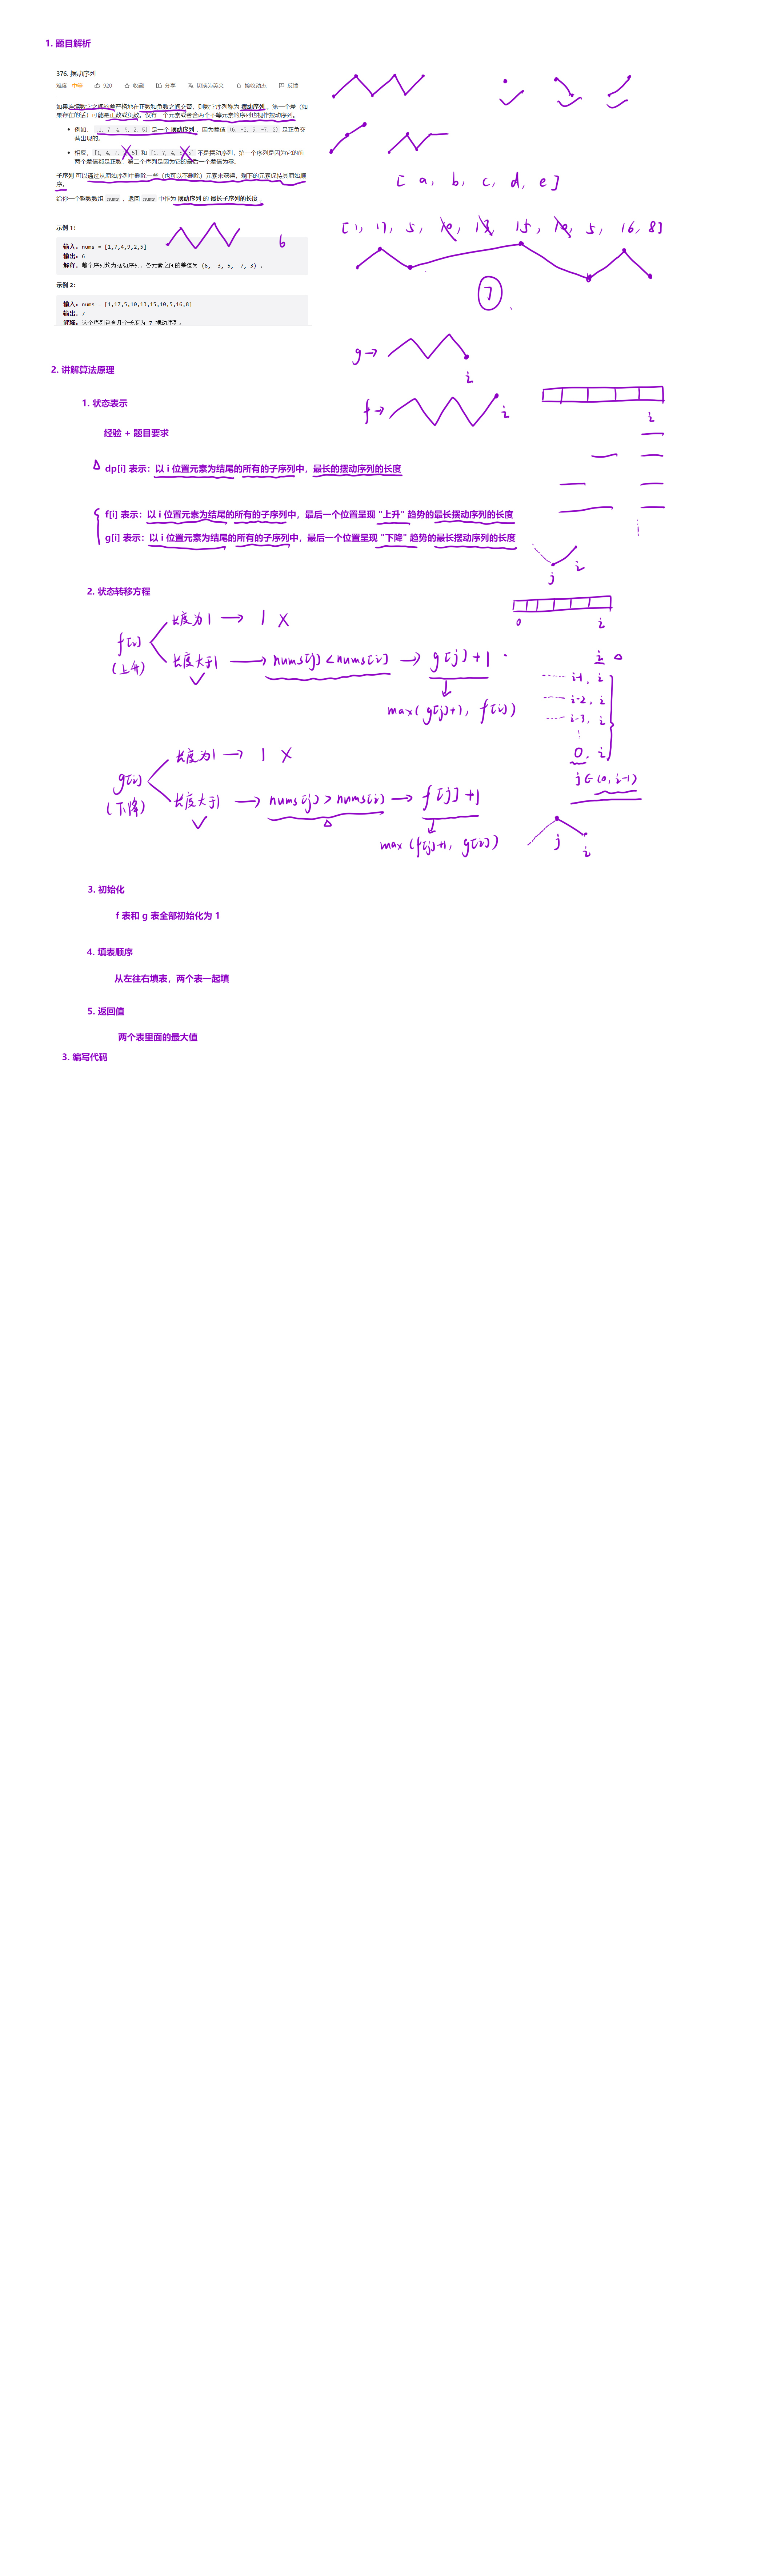 1. 题目解析
376. 摆动序列
难度 中等 920 收藏 分享 切换为英文 接收动态 反馈
如果连续数字之间的差严格地在正数和负数之间交替，则数字序列称为 摆动序列 。第一个差（如
果存在的话）可能是正数或负数。仅有一个元素或者含两个不等元素的序列也视作摆动序列。
• 例如， [1, 7, 4, 9, 2, 5] 是一个 摆动序列 ，因为差值 (6, -3, 5, -7, 3) 是正负交
替出现的。
• 相反， [1, 4, 7, 5] 和 [1, 7, 4, 5] 不是摆动序列，第一个序列是因为它的前
两个差值都是正数，第二个序列是因为它的最后一个差值为零。
子序列 可以通过从原始序列中删除一些（也可以不删除）元素来获得，剩下的元素保持其原始顺
序。
给你一个整数数组 nums ，返回 nums 中作为 摆动序列 的 最长子序列的长度 。
[ a, b, c, d, e ]
示例 1：
6
输入：nums = [1,7,4,9,2,5]
输出：6
解释：整个序列均为摆动序列，各元素之间的差值为 (6, -3, 5, -7, 3) 。
示例 2：
输入：nums = [1,17,5,10,13,15,10,5,16,8]
输出：7
解释：这个序列包含几个长度为 7 摆动序列。
[1, 17, 5, 10, 13, 15, 10, 5, 16, 8]
7
g→
i
f→
i
i
2. 讲解算法原理
1. 状态表示
经验 + 题目要求
dp[i] 表示：以 i 位置元素为结尾的所有的子序列中，最长的摆动序列的长度
f[i] 表示：以 i 位置元素为结尾的所有的子序列中，最后一个位置呈现 "上升" 趋势的最长摆动序列的长度
g[i] 表示：以 i 位置元素为结尾的所有的子序列中，最后一个位置呈现 "下降" 趋势的最长摆动序列的长度
j i
2. 状态转移方程
0 i
f[i]
(上升)
长度为1 → 1 X
长度大于1 → nums[j] < nums[i] → g[j]+1
max(g[j]+1, f[i])
i
i-1, i
i-2, i
i-3, i
0, i
j∈(0, i-1)
g[i]
(下降)
长度为1 → 1 X
长度大于1 → nums[j] > nums[i] → f[j]+1
max(f[j]+1, g[i])
j i
3. 初始化
f 表和 g 表全部初始化为 1
4. 填表顺序
从左往右填表，两个表一起填
5. 返回值
两个表里面的最大值
3. 编写代码